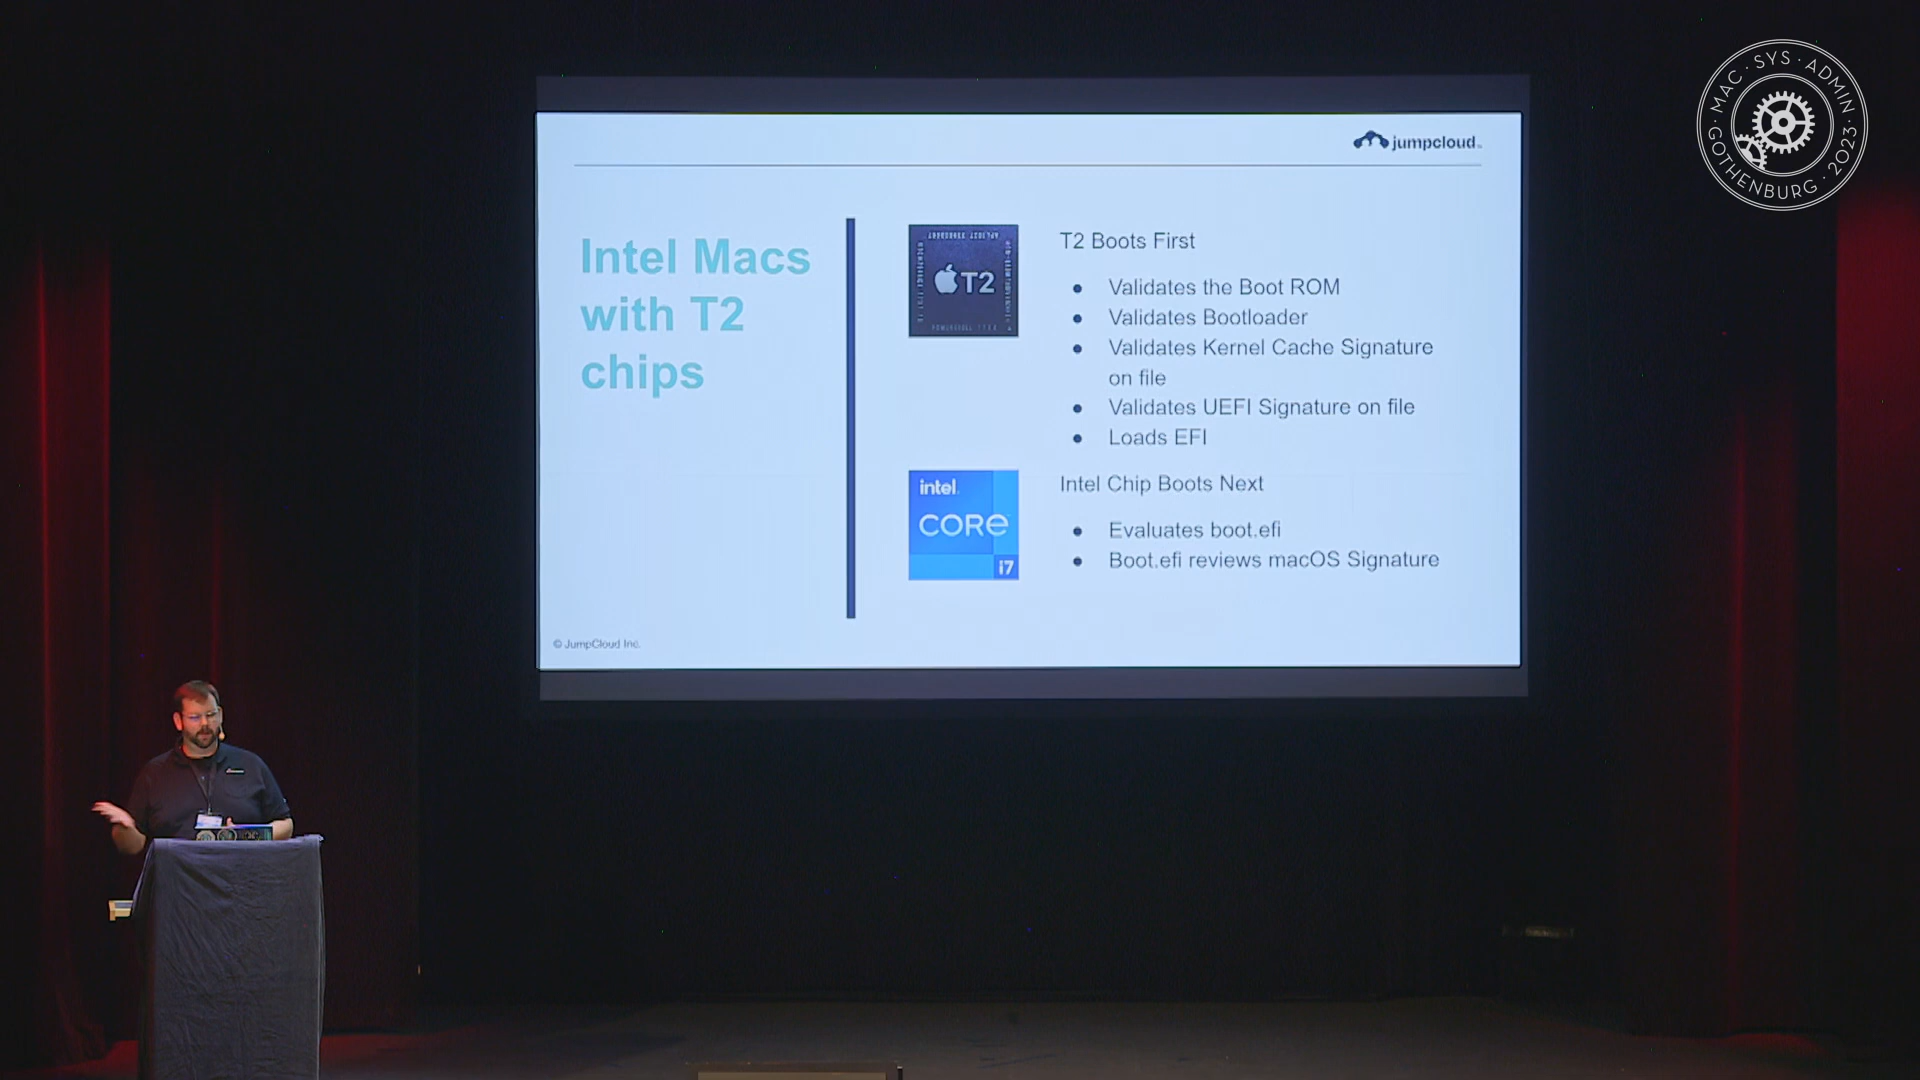 MAC · SYS · ADMIN · GOTHENBURG · 2023 ·
jumpcloud
Intel Macs
with T2
chips
T2
T2 Boots First
Validates the Boot ROM
Validates Bootloader
Validates Kernel Cache Signature
on file
Validates UEFI Signature on file
Loads EFI
intel.
CORE
i7
Intel Chip Boots Next
Evaluates boot.efi
Boot.efi reviews macOS Signature
© JumpCloud Inc.